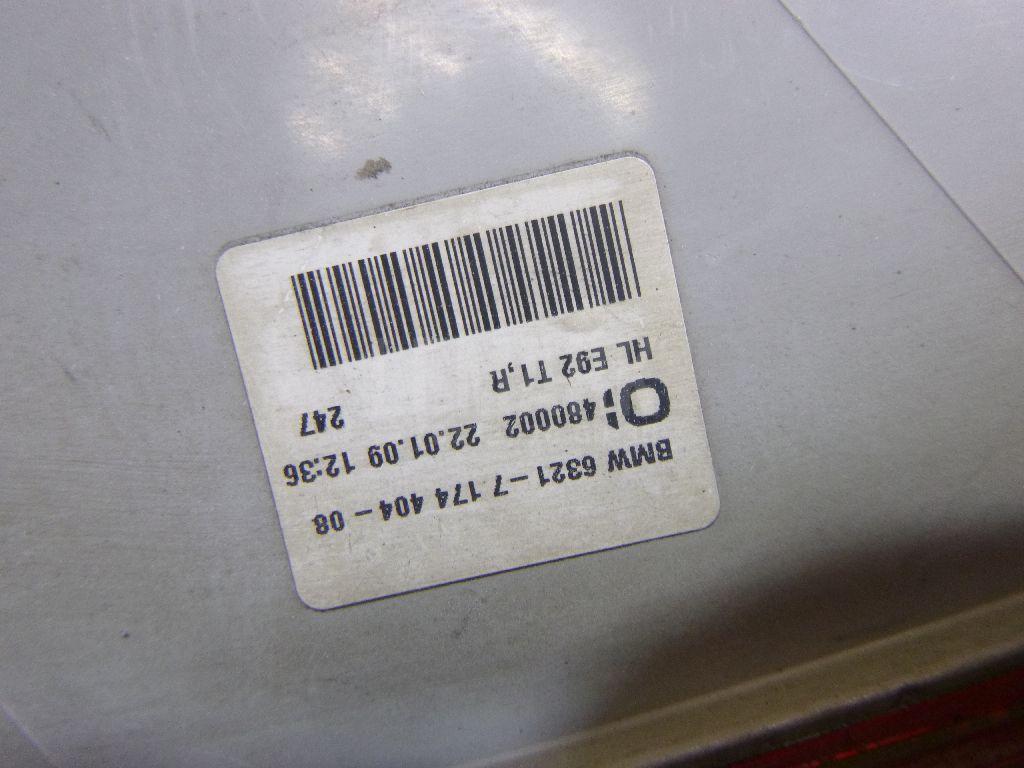 BMW 6321-7 174 404-08
480002 22.01.09 12:36
HL E92 T1,R 247